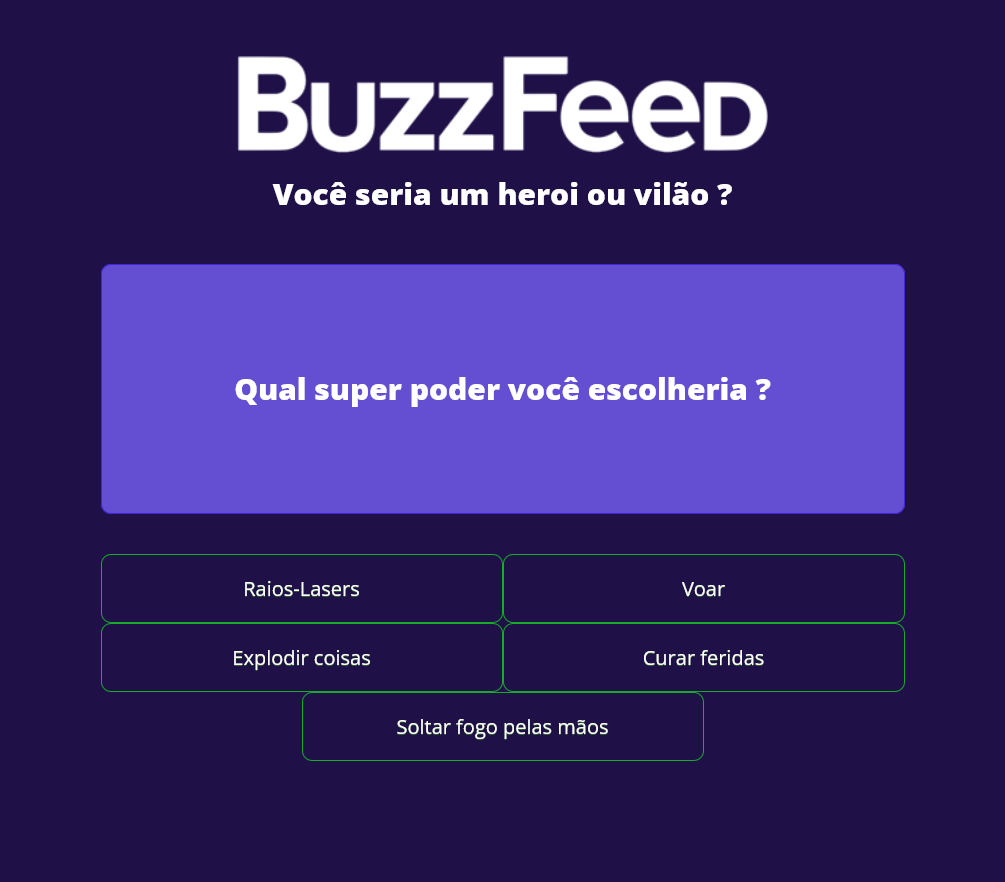 BuzzFeed
Você seria um heroi ou vilão ?
Qual super poder você escolheria ?
Raios-Lasers
Voar
Explodir coisas
Curar feridas
Soltar fogo pelas mãos